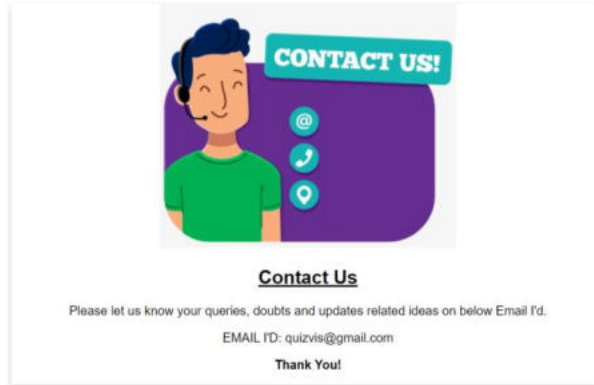 CONTACT US!
@
Contact Us
Please let us know your queries, doubts and updates related ideas on below Email I'd.
EMAIL I'D: quizvis@gmail.com
Thank You!